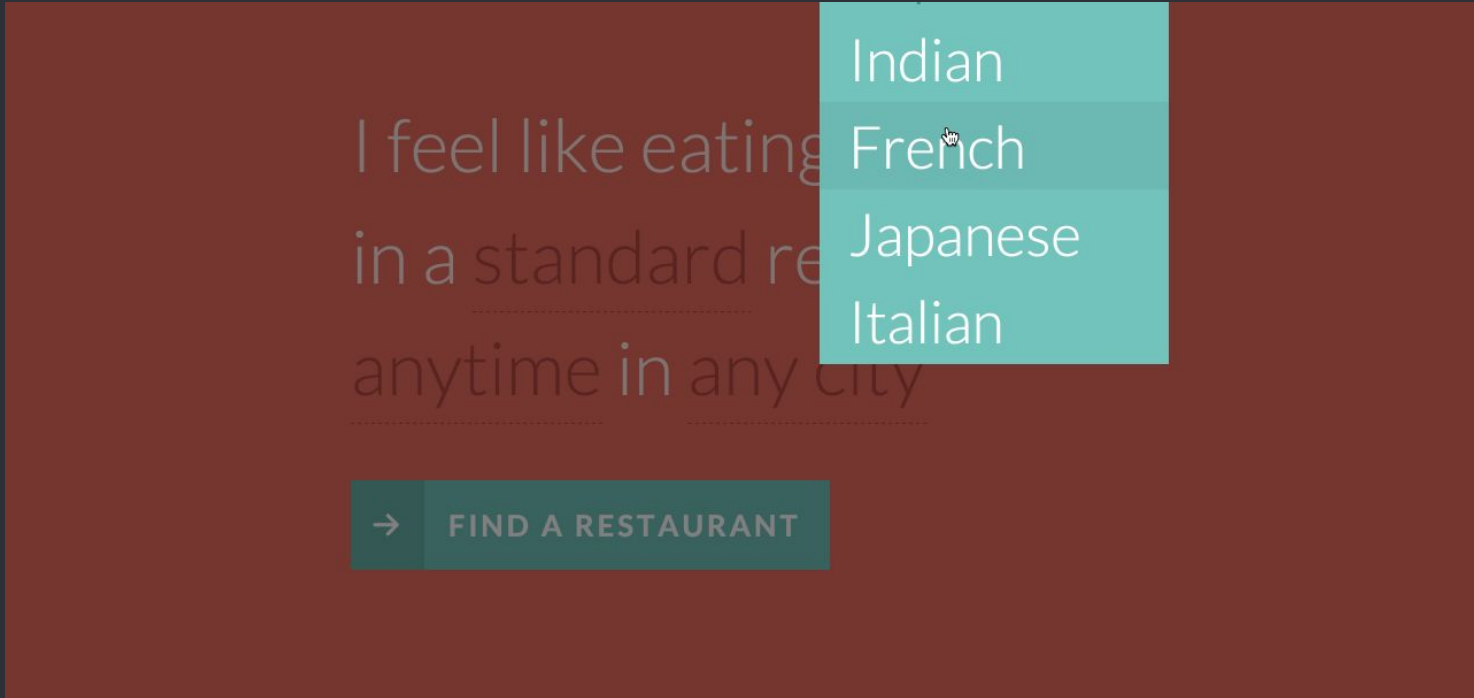 Indian
I feel like eating
French
in a standard re
Japanese
Italian
anytime in any city
FIND A RESTAURANT